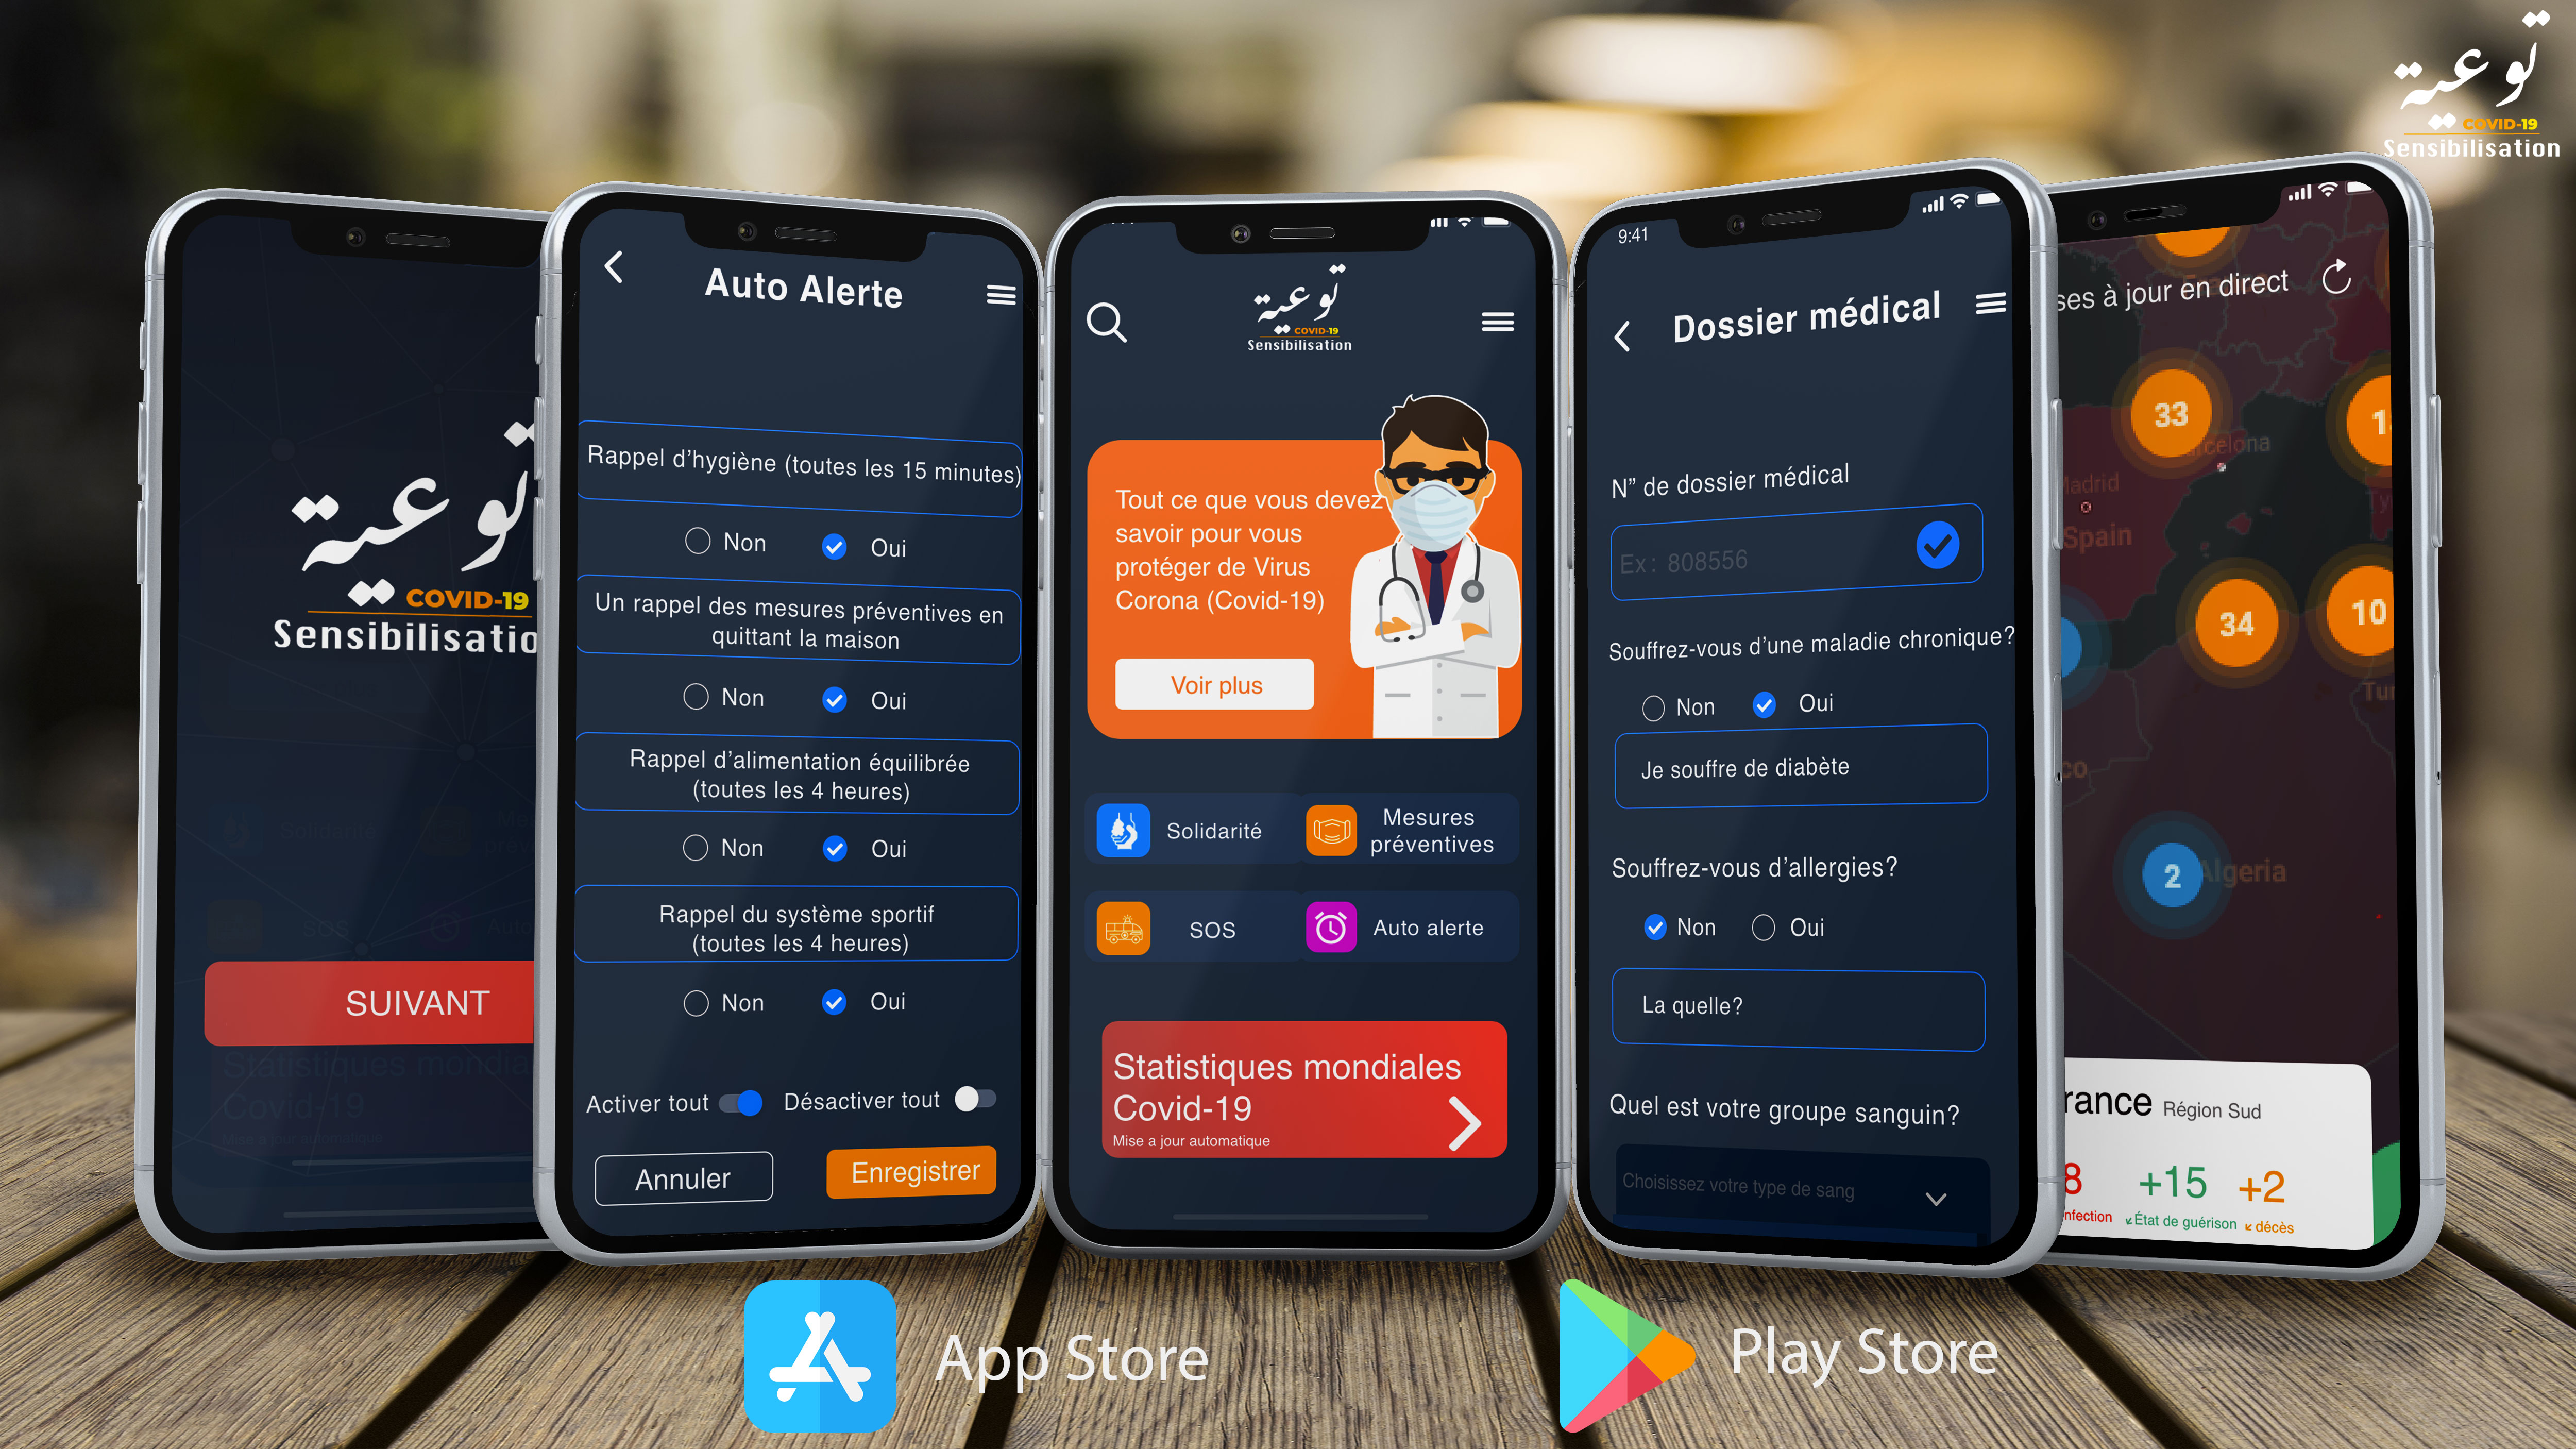 توعية
COVID-19
Sensibilisation
توعية
COVID-19
SUIVANT
Statistiques mondia
Covid-19
Mise a jour automatique
Auto Alerte
Rappel d’hygiène (toutes les 15 minutes)
Non Oui
Un rappel des mesures préventives en
quittant la maison
Non Oui
Rappel d’alimentation équilibrée
(toutes les 4 heures)
Non Oui
Rappel du système sportif
(toutes les 4 heures)
Non Oui
Activer tout Désactiver tout
Annuler Enregistrer
توعية
COVID-19
Sensibilisation
Tout ce que vous devez
savoir pour vous
protéger de Virus
Corona (Covid-19)
Voir plus
Solidarité
Mesures
préventives
SOS
Auto alerte
Statistiques mondiales
Covid-19
Mise a jour automatique
9:41
Dossier médical
N” de dossier médical
Ex: 808556
Souffrez-vous d’une maladie chronique?
Non Oui
Je souffre de diabète
Souffrez-vous d’allergies?
Non Oui
La quelle?
Quel est votre groupe sanguin?
Choisissez votre type de sang
ses à jour en direct
33
Madrid
Spain
34
10
2
Algeria
rance Région Sud
8 +15 +2
nfection État de guérison décès
App Store
Play Store